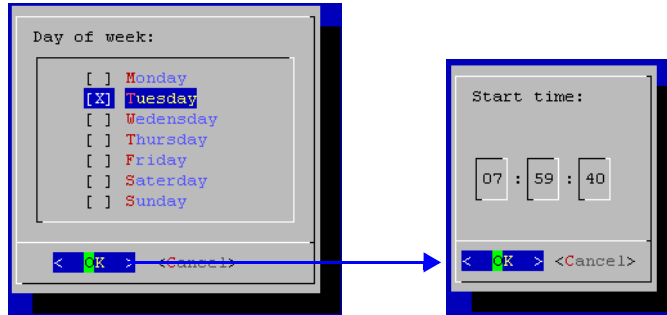 Day of week:
[ ] Monday
[X] Tuesday
[ ] Wedensday
[ ] Thursday
[ ] Friday
[ ] Saterday
[ ] Sunday
< OK > <Cancel>
Start time:
07 : 59 : 40
< OK > <Cancel>